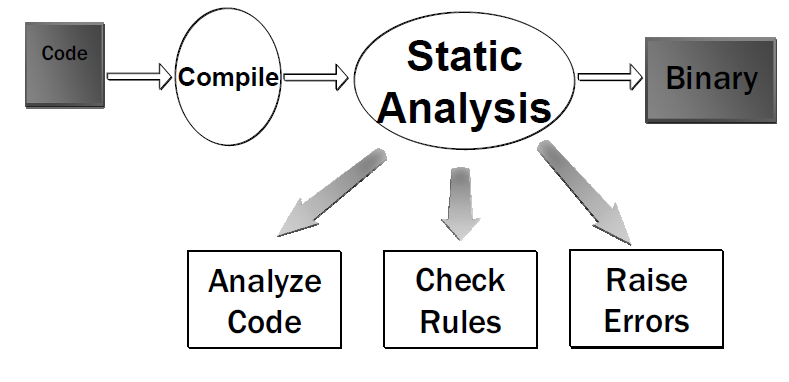 Code
Compile
Static
Analysis
Binary
Analyze
Code
Check
Rules
Raise
Errors